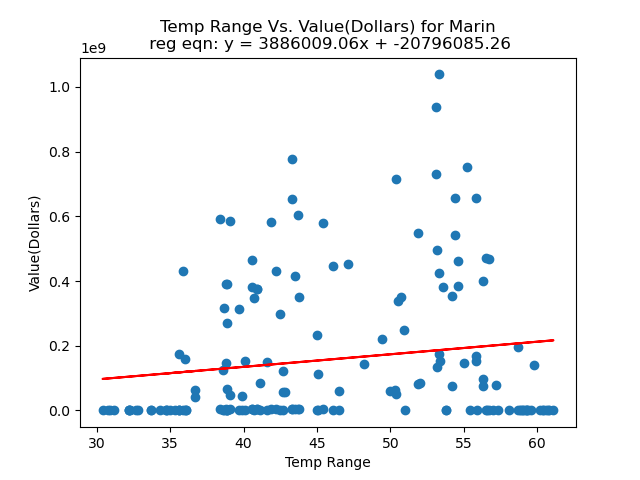 Temp Range Vs. Value(Dollars) for Marin
reg eqn: y = 3886009.06x + -20796085.26
1e9
1.0
0.8
0.6
0.4
0.2
0.0
Value(Dollars)
30 35 40 45 50 55 60
Temp Range